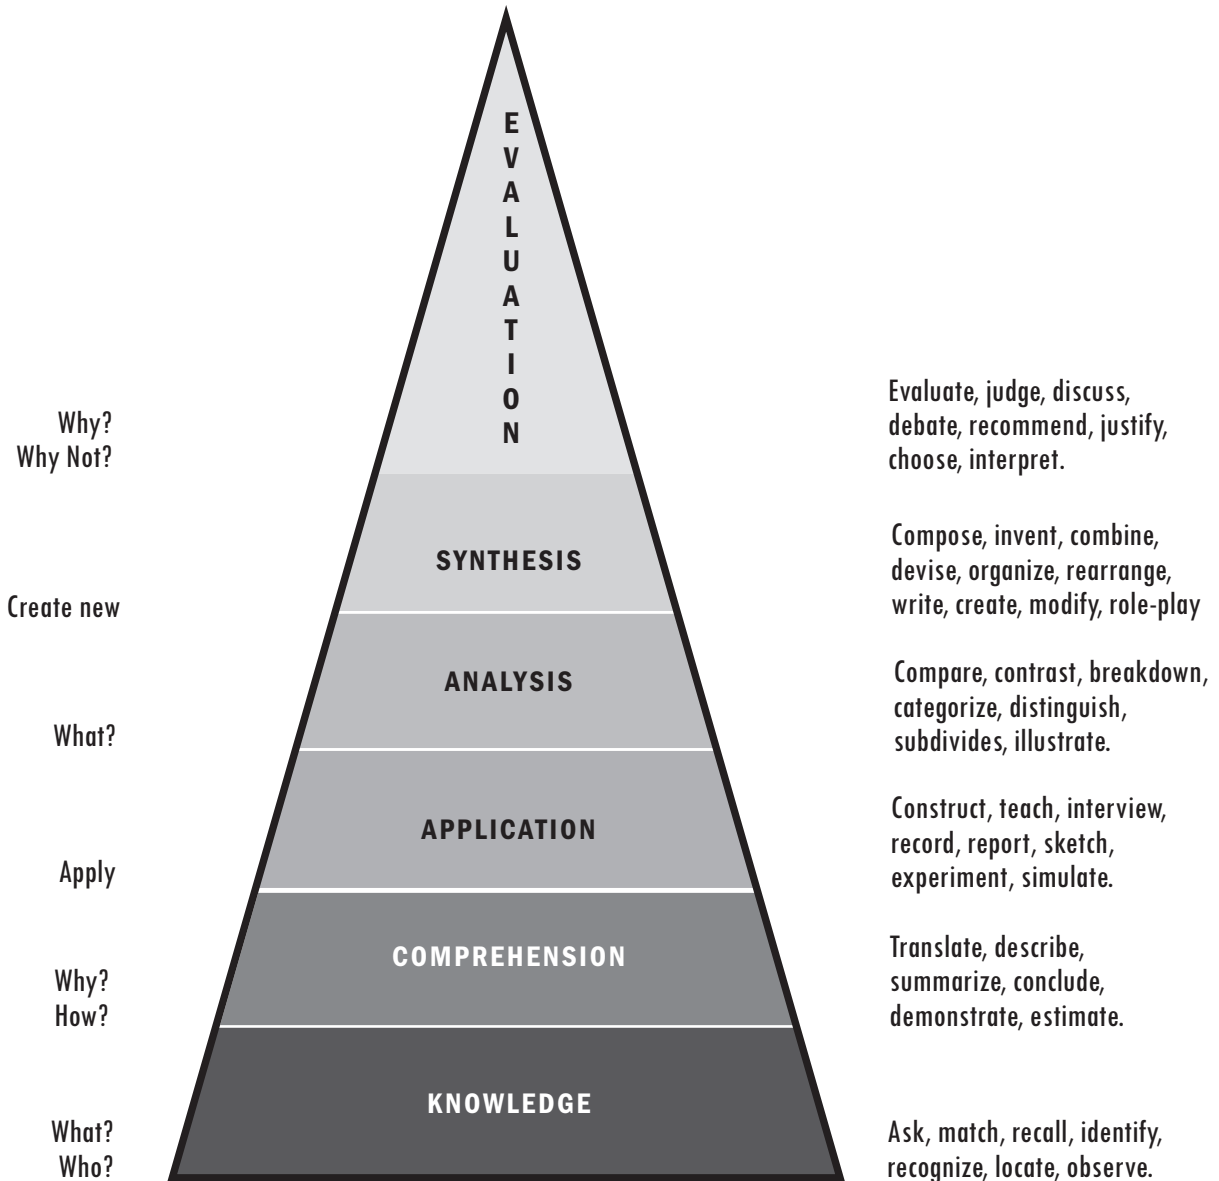 EVALUATION
Why?
Why Not?
Evaluate, judge, discuss,
debate, recommend, justify,
choose, interpret.
SYNTHESIS
Create new
Compose, invent, combine,
devise, organize, rearrange,
write, create, modify, role-play
ANALYSIS
What?
Compare, contrast, breakdown,
categorize, distinguish,
subdivides, illustrate.
APPLICATION
Apply
Construct, teach, interview,
record, report, sketch,
experiment, simulate.
COMPREHENSION
Why?
How?
Translate, describe,
summarize, conclude,
demonstrate, estimate.
KNOWLEDGE
What?
Who?
Ask, match, recall, identify,
recognize, locate, observe.